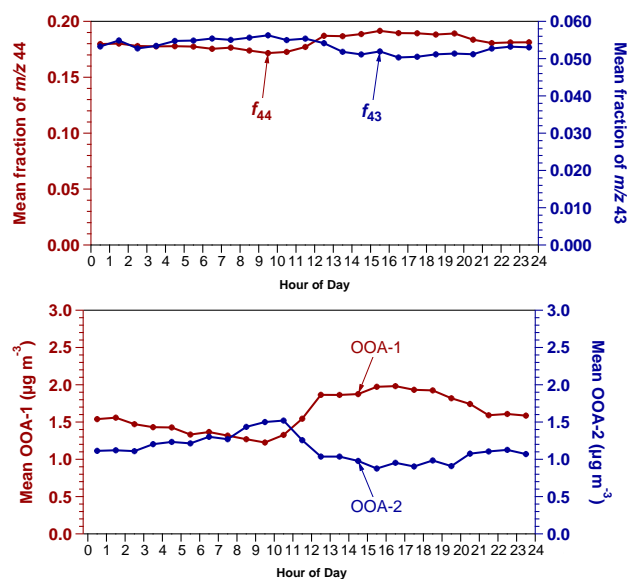 0.20
0.15
0.10
0.05
0.00
Mean fraction of m/z 44
0.060
0.050
0.040
0.030
0.020
0.010
0.000
Mean fraction of m/z 43
f44
f43
0 1 2 3 4 5 6 7 8 9 10 11 12 13 14 15 16 17 18 19 20 21 22 23 24
Hour of Day
3.0
2.5
2.0
1.5
1.0
0.5
0.0
Mean OOA-1 (µg m-3)
3.0
2.5
2.0
1.5
1.0
0.5
0.0
Mean OOA-2 (µg m-3)
OOA-1
OOA-2
0 1 2 3 4 5 6 7 8 9 10 11 12 13 14 15 16 17 18 19 20 21 22 23 24
Hour of Day